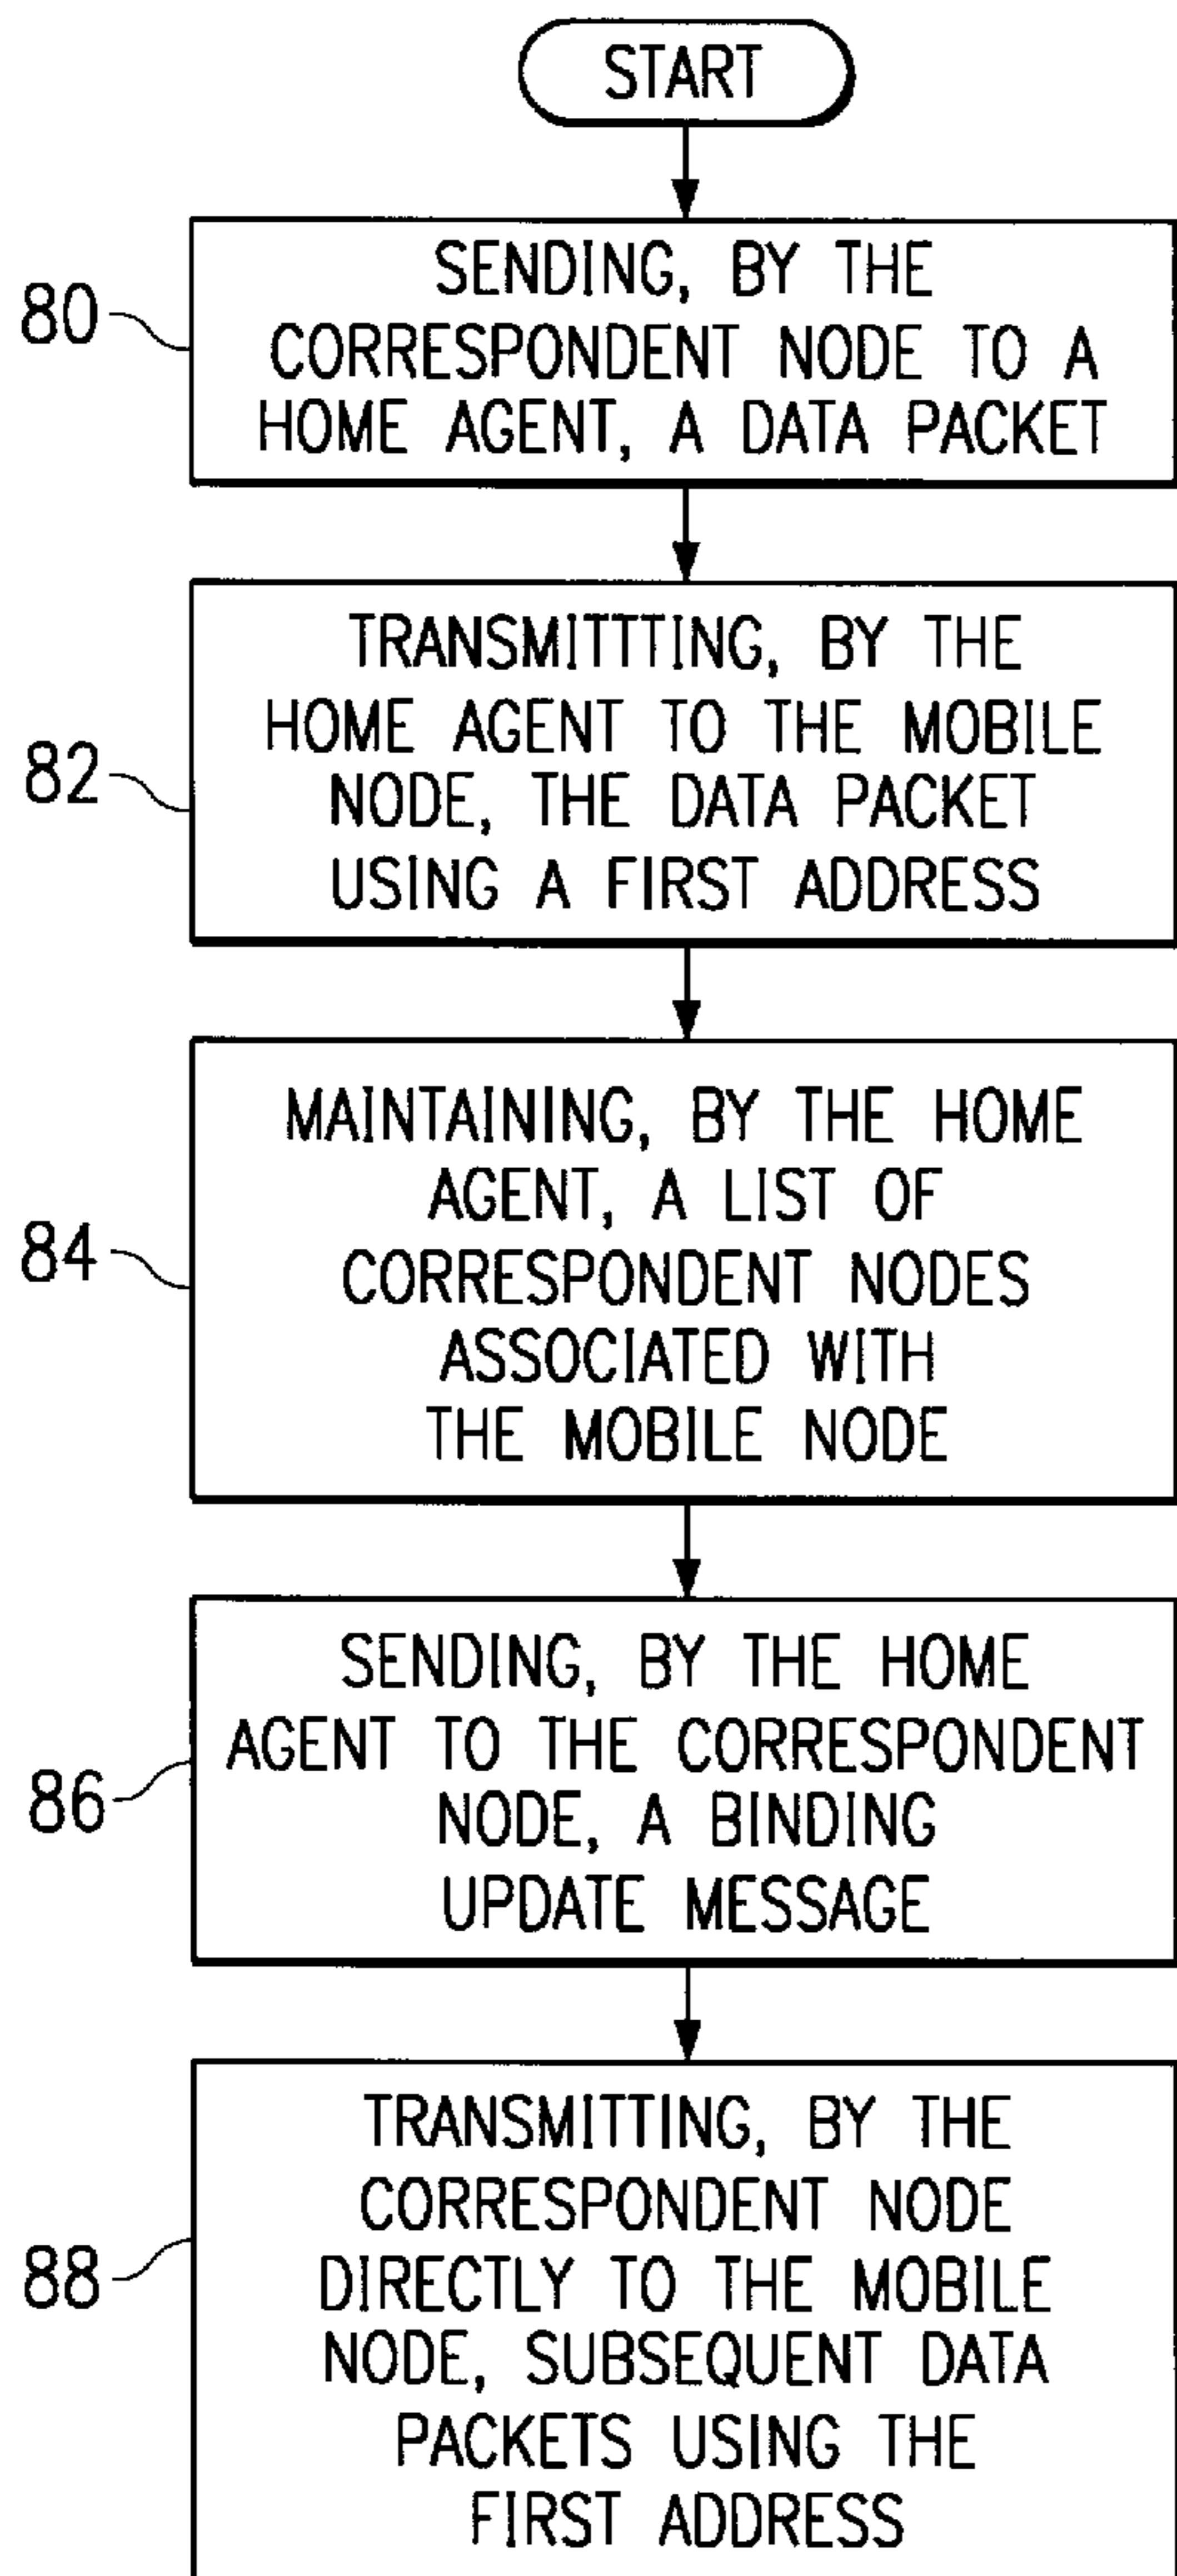 START
80
SENDING, BY THE
CORRESPONDENT NODE TO A
HOME AGENT, A DATA PACKET
82
TRANSMITTTING, BY THE
HOME AGENT TO THE MOBILE
NODE, THE DATA PACKET
USING A FIRST ADDRESS
84
MAINTAINING, BY THE HOME
AGENT, A LIST OF
CORRESPONDENT NODES
ASSOCIATED WITH
THE MOBILE NODE
86
SENDING, BY THE HOME
AGENT TO THE CORRESPONDENT
NODE, A BINDING
UPDATE MESSAGE
88
TRANSMITTING, BY THE
CORRESPONDENT NODE
DIRECTLY TO THE MOBILE
NODE, SUBSEQUENT DATA
PACKETS USING THE
FIRST ADDRESS